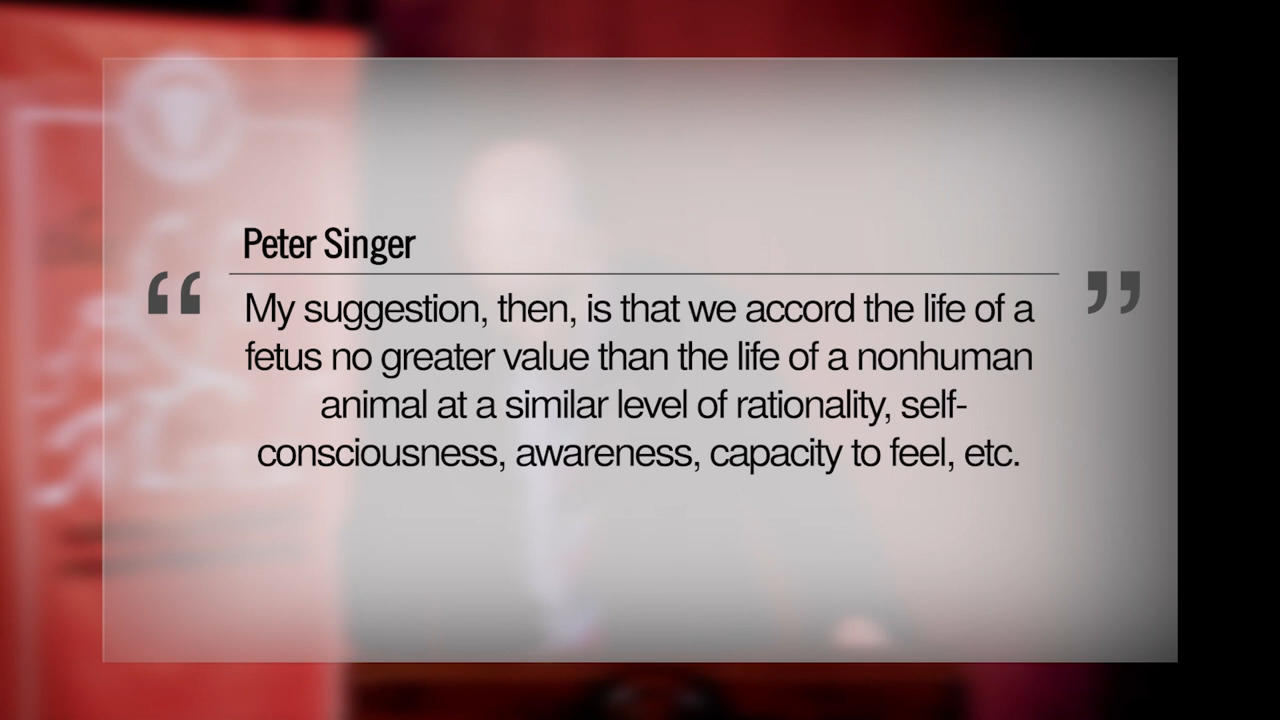 Peter Singer
“ My suggestion, then, is that we accord the life of a ”
fetus no greater value than the life of a nonhuman
animal at a similar level of rationality, self-
consciousness, awareness, capacity to feel, etc.